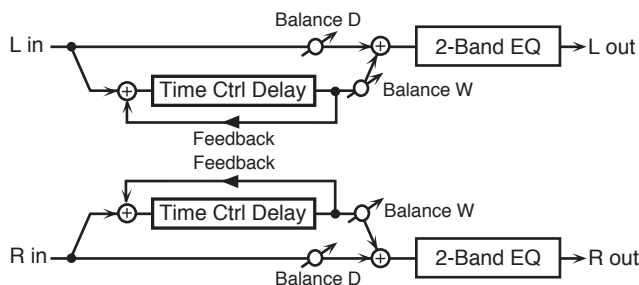 Balance D
L in
2-Band EQ
L out
Time Ctrl Delay
Balance W
Feedback
Feedback
Time Ctrl Delay
Balance W
R in
2-Band EQ
R out
Balance D